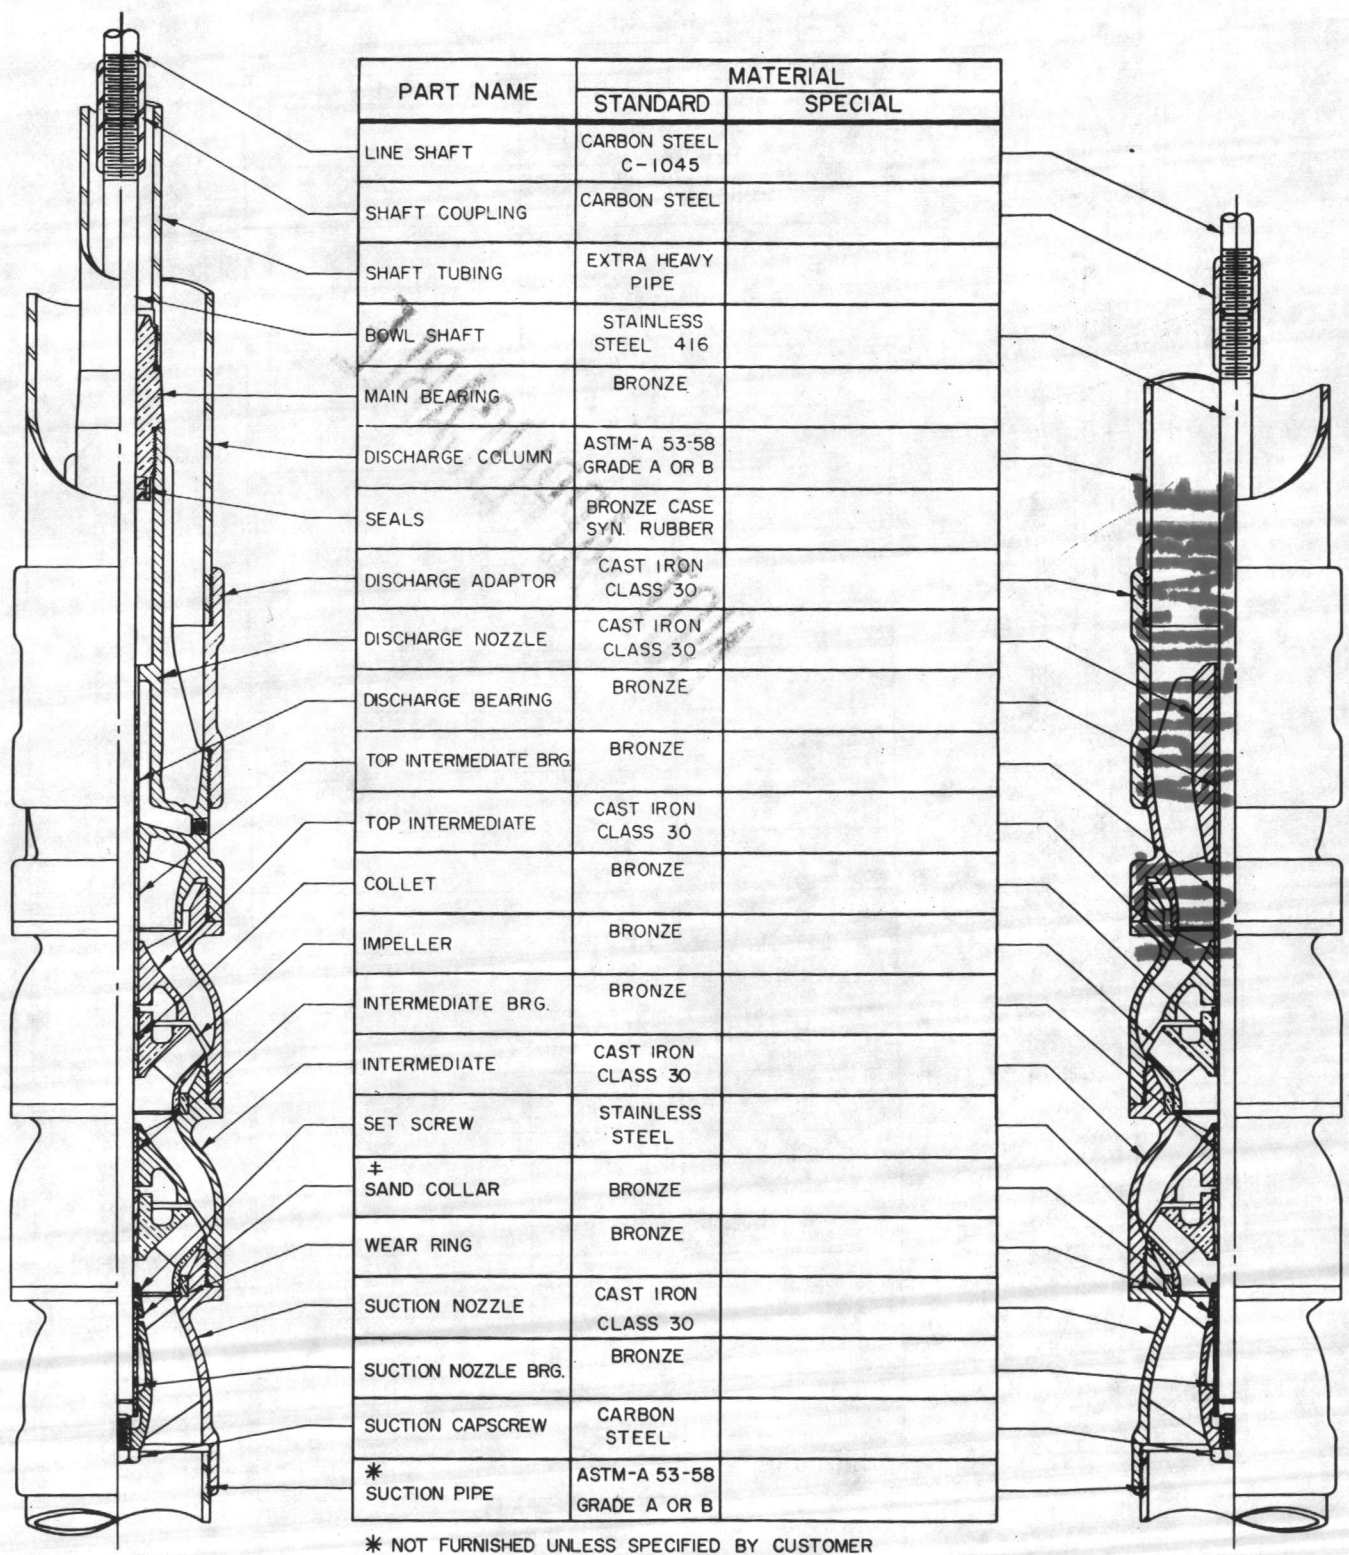 PART NAME
MATERIAL
STANDARD
SPECIAL
LINE SHAFT
CARBON STEEL
C-1045
SHAFT COUPLING
CARBON STEEL
SHAFT TUBING
EXTRA HEAVY
PIPE
BOWL SHAFT
STAINLESS
STEEL 416
MAIN BEARING
BRONZE
DISCHARGE COLUMN
ASTM-A 53-58
GRADE A OR B
SEALS
BRONZE CASE
SYN. RUBBER
DISCHARGE ADAPTOR
CAST IRON
CLASS 30
DISCHARGE NOZZLE
CAST IRON
CLASS 30
DISCHARGE BEARING
BRONZE
TOP INTERMEDIATE BRG.
BRONZE
TOP INTERMEDIATE
CAST IRON
CLASS 30
COLLET
BRONZE
IMPELLER
BRONZE
INTERMEDIATE BRG.
BRONZE
INTERMEDIATE
CAST IRON
CLASS 30
SET SCREW
STAINLESS
STEEL
‡
SAND COLLAR
BRONZE
WEAR RING
BRONZE
SUCTION NOZZLE
CAST IRON
CLASS 30
SUCTION NOZZLE BRG.
BRONZE
SUCTION CAPSCREW
CARBON
STEEL
*
SUCTION PIPE
ASTM-A 53-58
GRADE A OR B
* NOT FURNISHED UNLESS SPECIFIED BY CUSTOMER